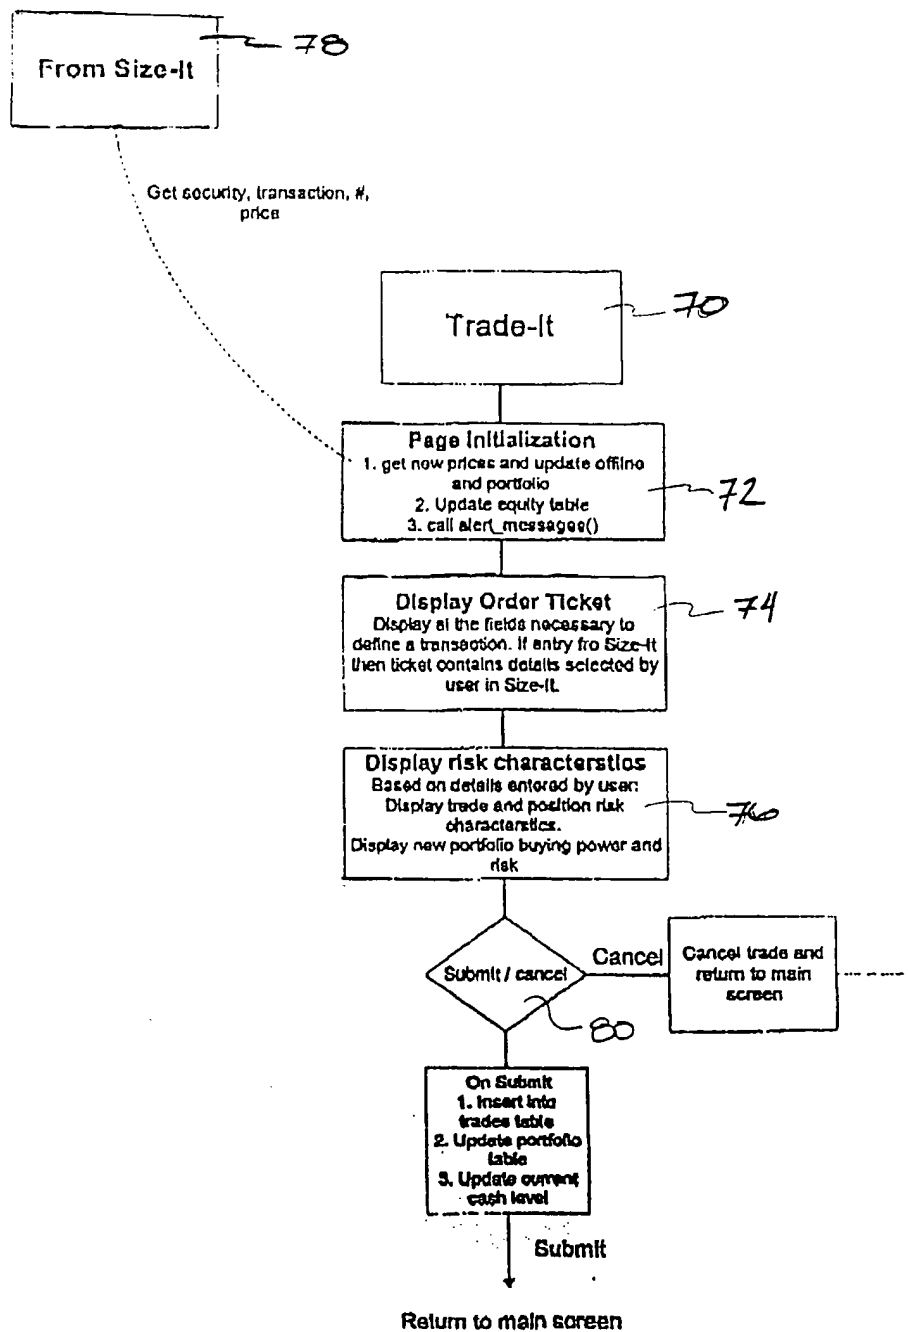 From Size-It
78
Get security, transaction, #,
price
Trade-It
70
Page Initialization
1. get new prices and update offline
and portfolio
2. Update equity table
3. call alert_messages()
72
Display Order Ticket
Display al the fields necessary to
define a transaction. If entry fro Size-It
then ticket contains details selected by
user in Size-It.
74
Display risk characterstics
Based on details entered by user:
Display trade and position risk
characterstics.
Display new portfolio buying power and
risk
76
Submit / cancel
80
Cancel
Cancel trade and
return to main
screen
On Submit
1. Insert into
trades table
2. Update portfolio
table
3. Update current
cash level
Submit
Return to main screen